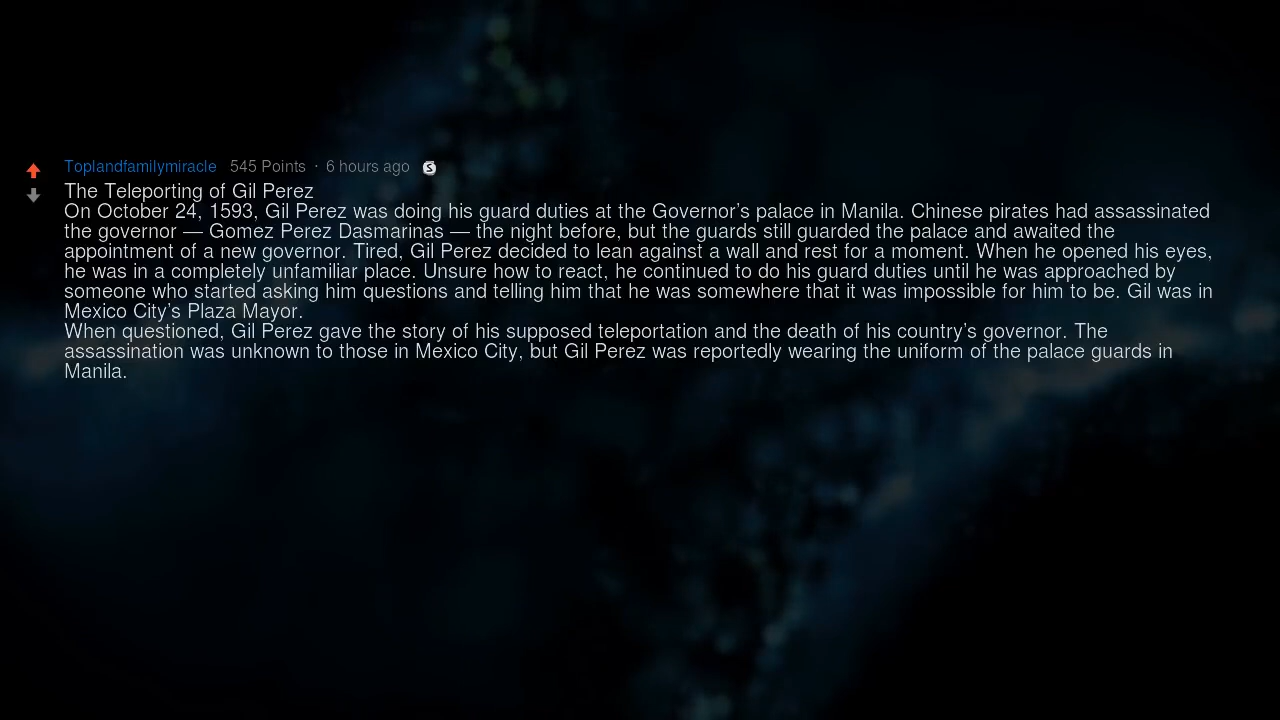 Toplandfamilymiracle 545 Points · 6 hours ago S
The Teleporting of Gil Perez
On October 24, 1593, Gil Perez was doing his guard duties at the Governor’s palace in Manila. Chinese pirates had assassinated
the governor — Gomez Perez Dasmarinas — the night before, but the guards still guarded the palace and awaited the
appointment of a new governor. Tired, Gil Perez decided to lean against a wall and rest for a moment. When he opened his eyes,
he was in a completely unfamiliar place. Unsure how to react, he continued to do his guard duties until he was approached by
someone who started asking him questions and telling him that he was somewhere that it was impossible for him to be. Gil was in
Mexico City’s Plaza Mayor.
When questioned, Gil Perez gave the story of his supposed teleportation and the death of his country’s governor. The
assassination was unknown to those in Mexico City, but Gil Perez was reportedly wearing the uniform of the palace guards in
Manila.